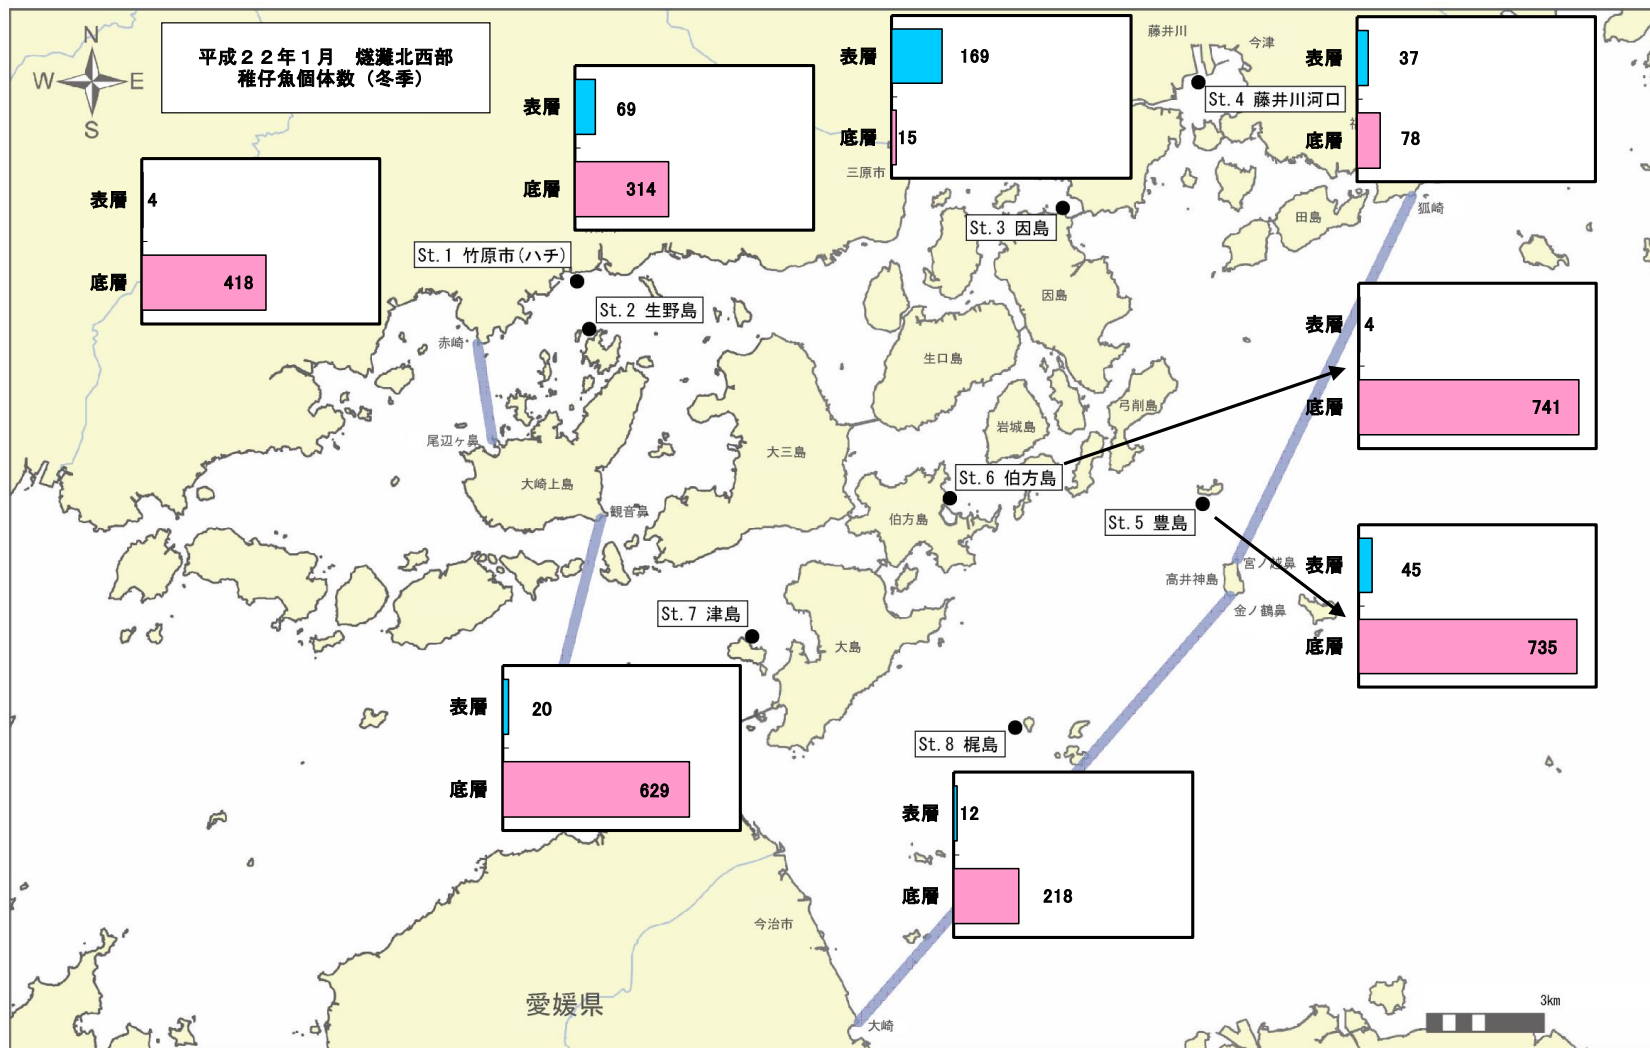 平成２２年１月　燧灘北西部
稚仔魚個体数（冬季）
N
W
E
S
表層
4
底層
418
表層
69
底層
314
表層
169
底層
15
表層
37
底層
78
藤井川
今津
St.4 藤井川河口
三原市
St.3 因島
田島
狐崎
St.1 竹原市(ハチ)
St.2 生野島
赤崎
因島
生口島
表層
4
底層
741
尾辺ヶ鼻
大三島
岩城島
弓削島
大崎上島
St.6 伯方島
観音鼻
伯方島
St.5 豊島
宮ノ越鼻
高井神島
金ノ鶴鼻
表層
45
底層
735
St.7 津島
大島
表層
20
底層
629
St.8 梶島
表層
12
底層
218
今治市
愛媛県
大崎
3km